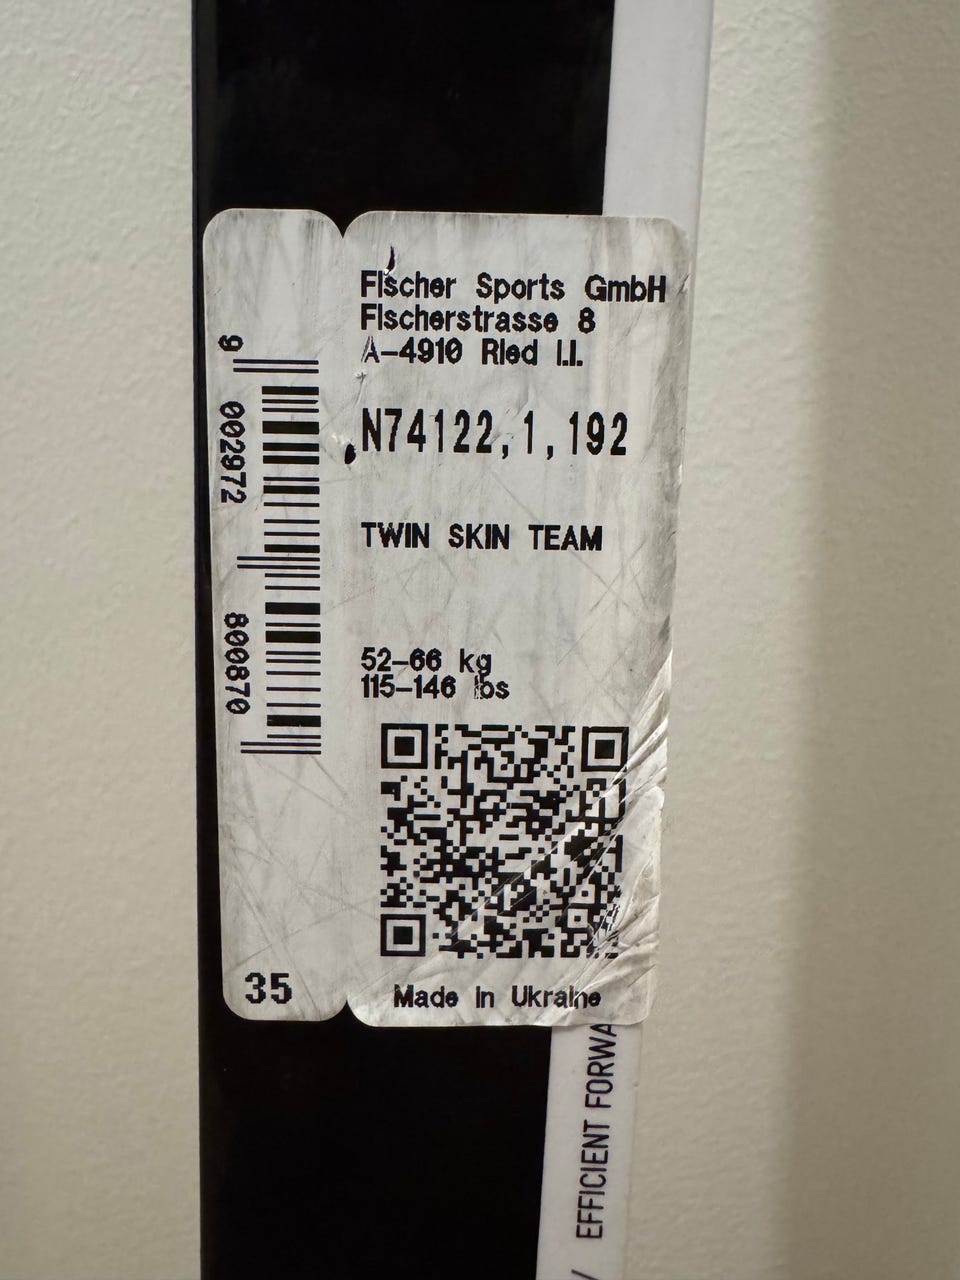 Fischer Sports GmbH
Fischerstrasse 8
A-4910 Ried i.I.
N74122,1,192
TWIN SKIN TEAM
52-66 kg
115-146 lbs
Made in Ukraine
9 002972 800870
35
EFFICIENT FORWA